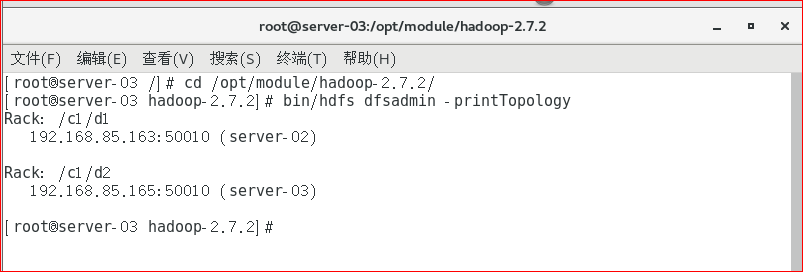 root@server-03:/opt/module/hadoop-2.7.2
文件(F) 编辑(E) 查看(V) 搜索(S) 终端(T) 帮助(H)
[root@server-03 /]# cd /opt/module/hadoop-2.7.2/
[root@server-03 hadoop-2.7.2]# bin/hdfs dfsadmin -printTopology
Rack: /c1/d1
   192.168.85.163:50010 (server-02)

Rack: /c1/d2
   192.168.85.165:50010 (server-03)

[root@server-03 hadoop-2.7.2]#